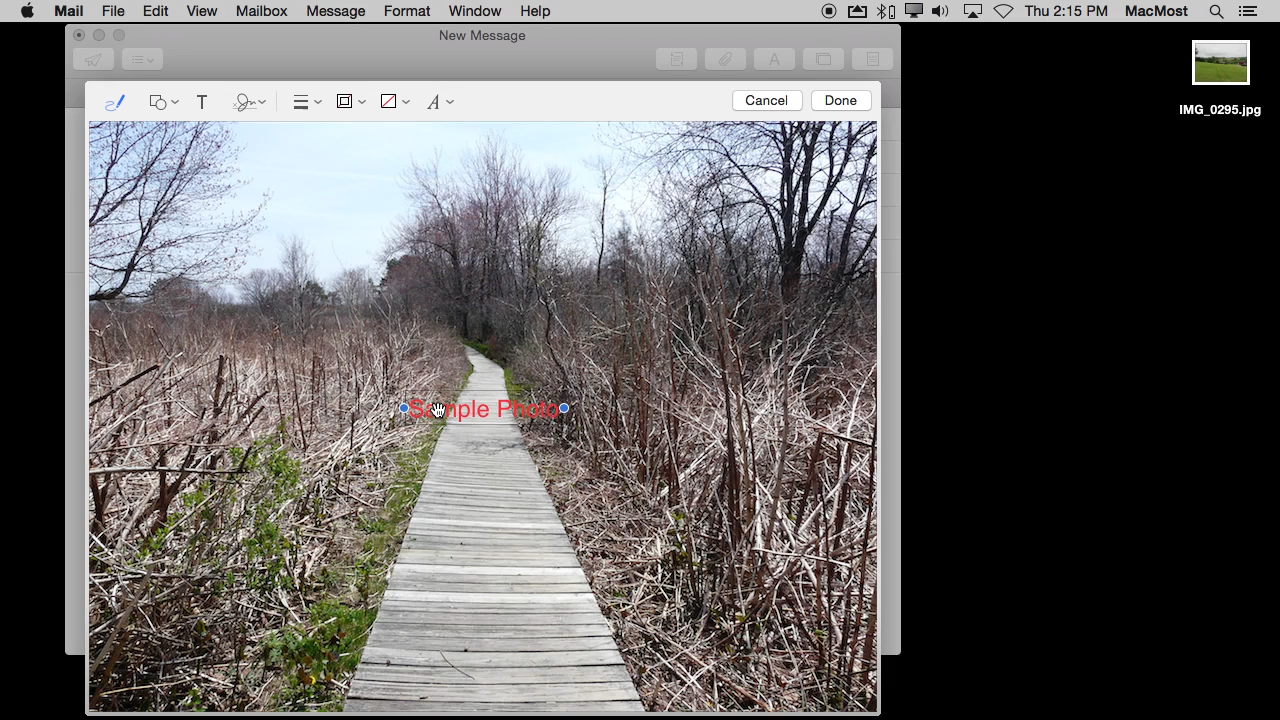 Mail File Edit View Mailbox Message Format Window Help Thu 2:15 PM MacMost
New Message
A
T A Cancel Done
IMG_0295.jpg
Sample Photo